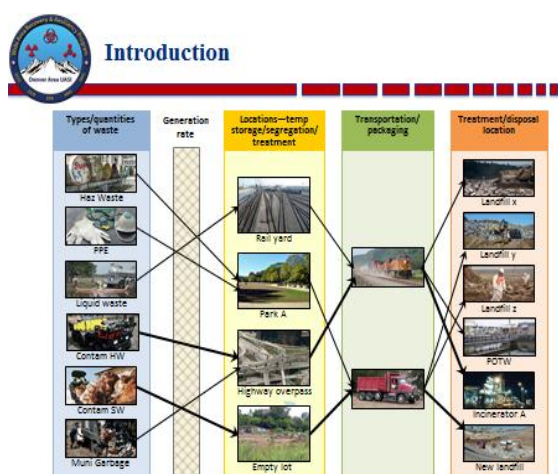 Denver Area UASI
Introduction
Types/quantities
of waste
Generation
rate
Locations—temp
storage/segregation/
treatment
Transportation/
packaging
Treatment/disposal
location
Haz Waste
PPE
Liquid waste
Contam HW
Contam SW
Muni Garbage
Rail yard
Park A
Highway overpass
Empty lot
Landfill x
Landfill y
Landfill z
POTW
Incinerator A
New landfill